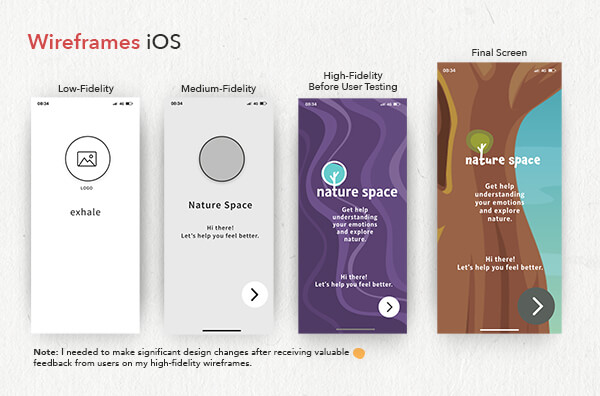 Wireframes iOS
Low-Fidelity
08:34
4G
LOGO
exhale
Medium-Fidelity
08:34
4G
Nature Space
Hi there!
Let's help you feel better.
High-Fidelity
Before User Testing
08:34
4G
nature space
Get help
understanding
your emotions
and explore
nature.
Hi there!
Let's help you feel better.
Final Screen
08:34
4G
nature space
Get help
understanding
your emotions
and explore
nature.
Hi there!
Let's help you feel better.
Note: I needed to make significant design changes after receiving valuable
feedback from users on my high-fidelity wireframes.